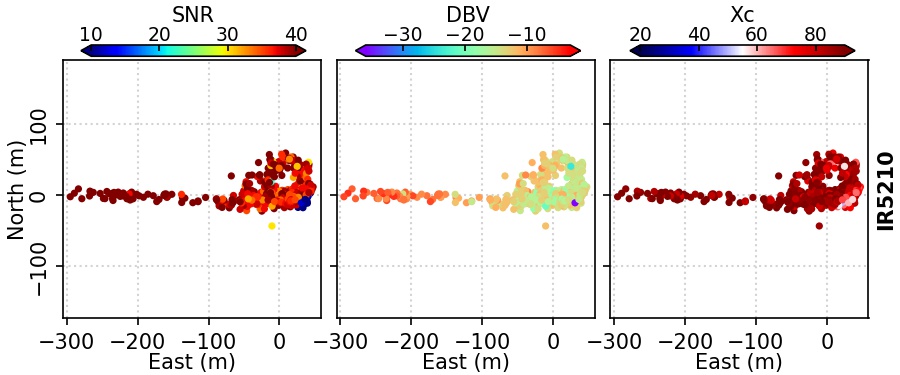 SNR DBV Xc
10 20 30 40 −30 −20 −10 20 40 60 80
100
0
−100
North (m)
IR5210
−300 −200 −100 0 −300 −200 −100 0 −300 −200 −100 0
East (m) East (m) East (m)